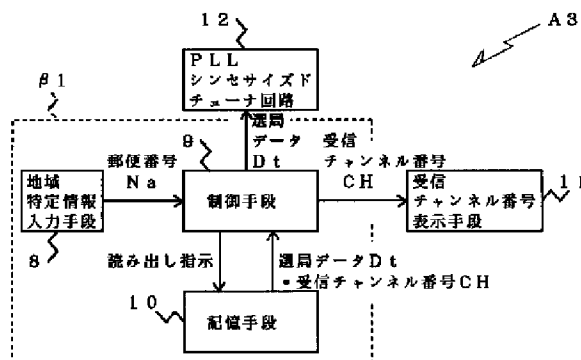 12
A3
PLL
シンセサイズド
チューナ回路
β1
選局
データ
Dt
9
受信
チャンネル番号
CH
郵便番号
Na
地域
特定情報
入力手段
8
制御手段
受信
チャンネル番号
表示手段
11
読み出し指示
選局データDt
・受信チャンネル番号CH
10
記憶手段